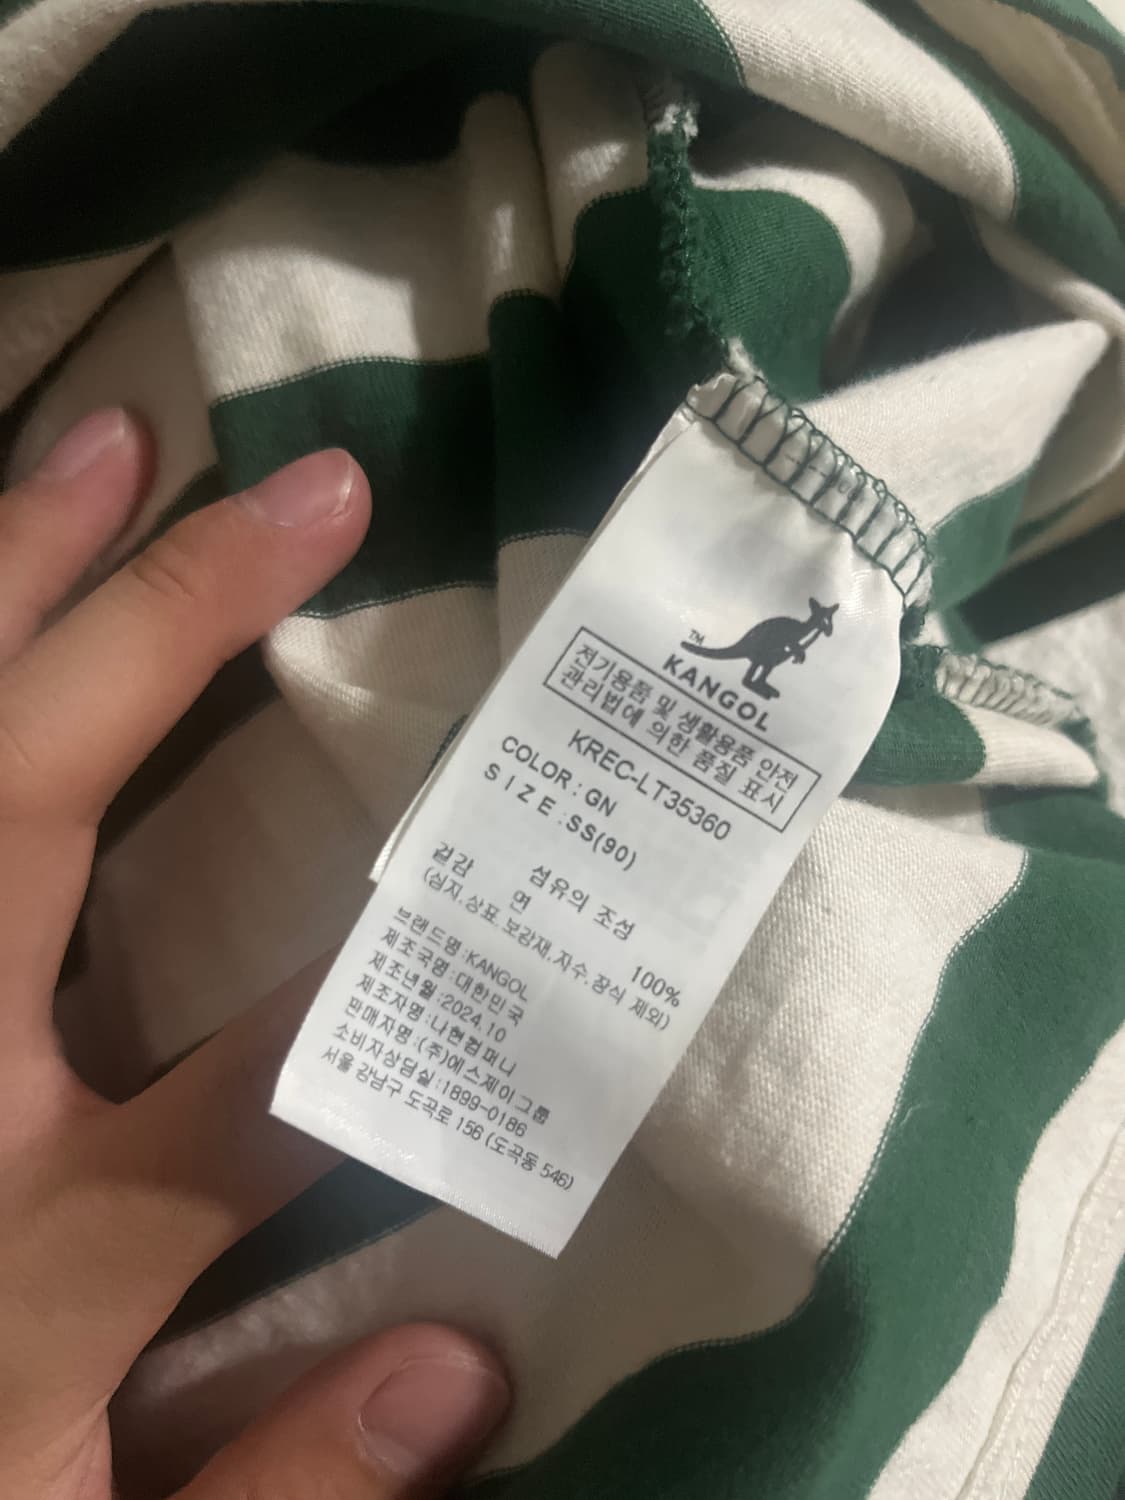 TM
KANGOL
전기용품 및 생활용품 안전
관리법에 의한 품질 표시
KREC-LT35360
COLOR : GN
SIZE : SS(90)
섬유의 조성
겉감 면 100%
(심지, 상표, 보강재, 자수, 장식 제외)
브랜드명 : KANGOL
제조국명 : 대한민국
제조년월 : 2024.10
제조자명 : 나현컴퍼니
판매자명 : (주)에스제이그룹
소비자상담실 : 1899-0186
서울 강남구 도곡로 156 (도곡동 546)